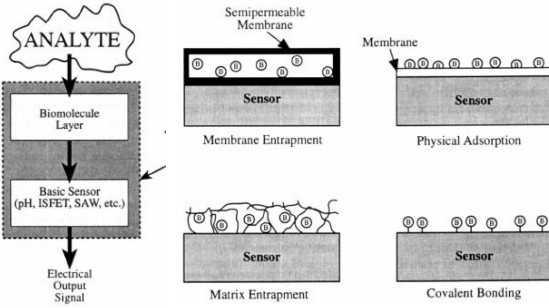 ANALYTE
Biomolecule
Layer
Basic Sensor
(pH, ISFET, SAW, etc.)
Electrical
Output
Signal
Semipermeable
Membrane
B B B B B B B
Sensor
Membrane Entrapment
Membrane
B B B B B B B
Sensor
Physical Adsorption
B B B B B B
Sensor
Matrix Entrapment
B B B B B B B
Sensor
Covalent Bonding